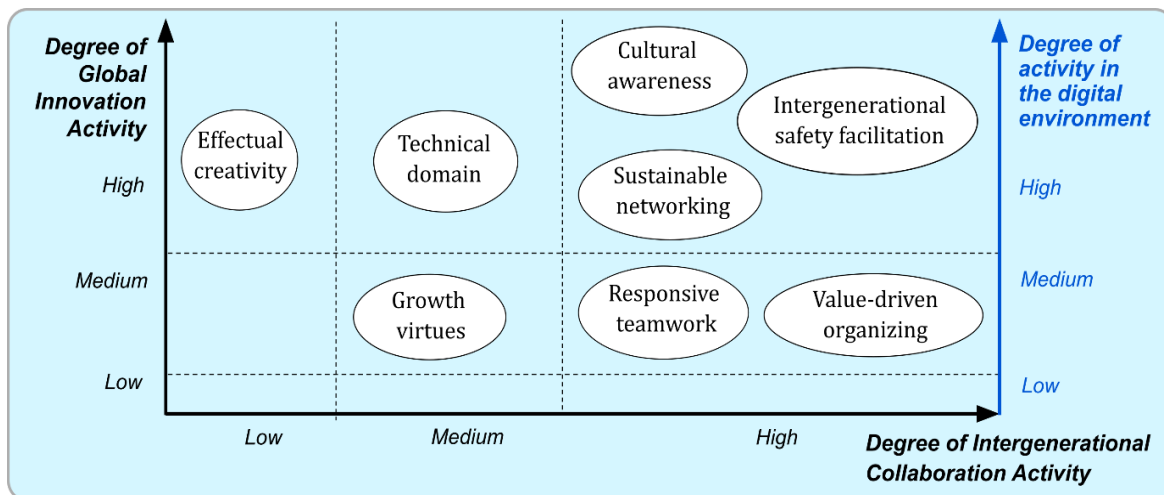 Degree of
Global
Innovation
Activity
High
Medium
Low
Effectual
creativity
Technical
domain
Cultural
awareness
Intergenerational
safety facilitation
Sustainable
networking
Growth
virtues
Responsive
teamwork
Value-driven
organizing
Degree of
activity in
the digital
environment
High
Medium
Low
Low
Medium
High
Degree of Intergenerational
Collaboration Activity